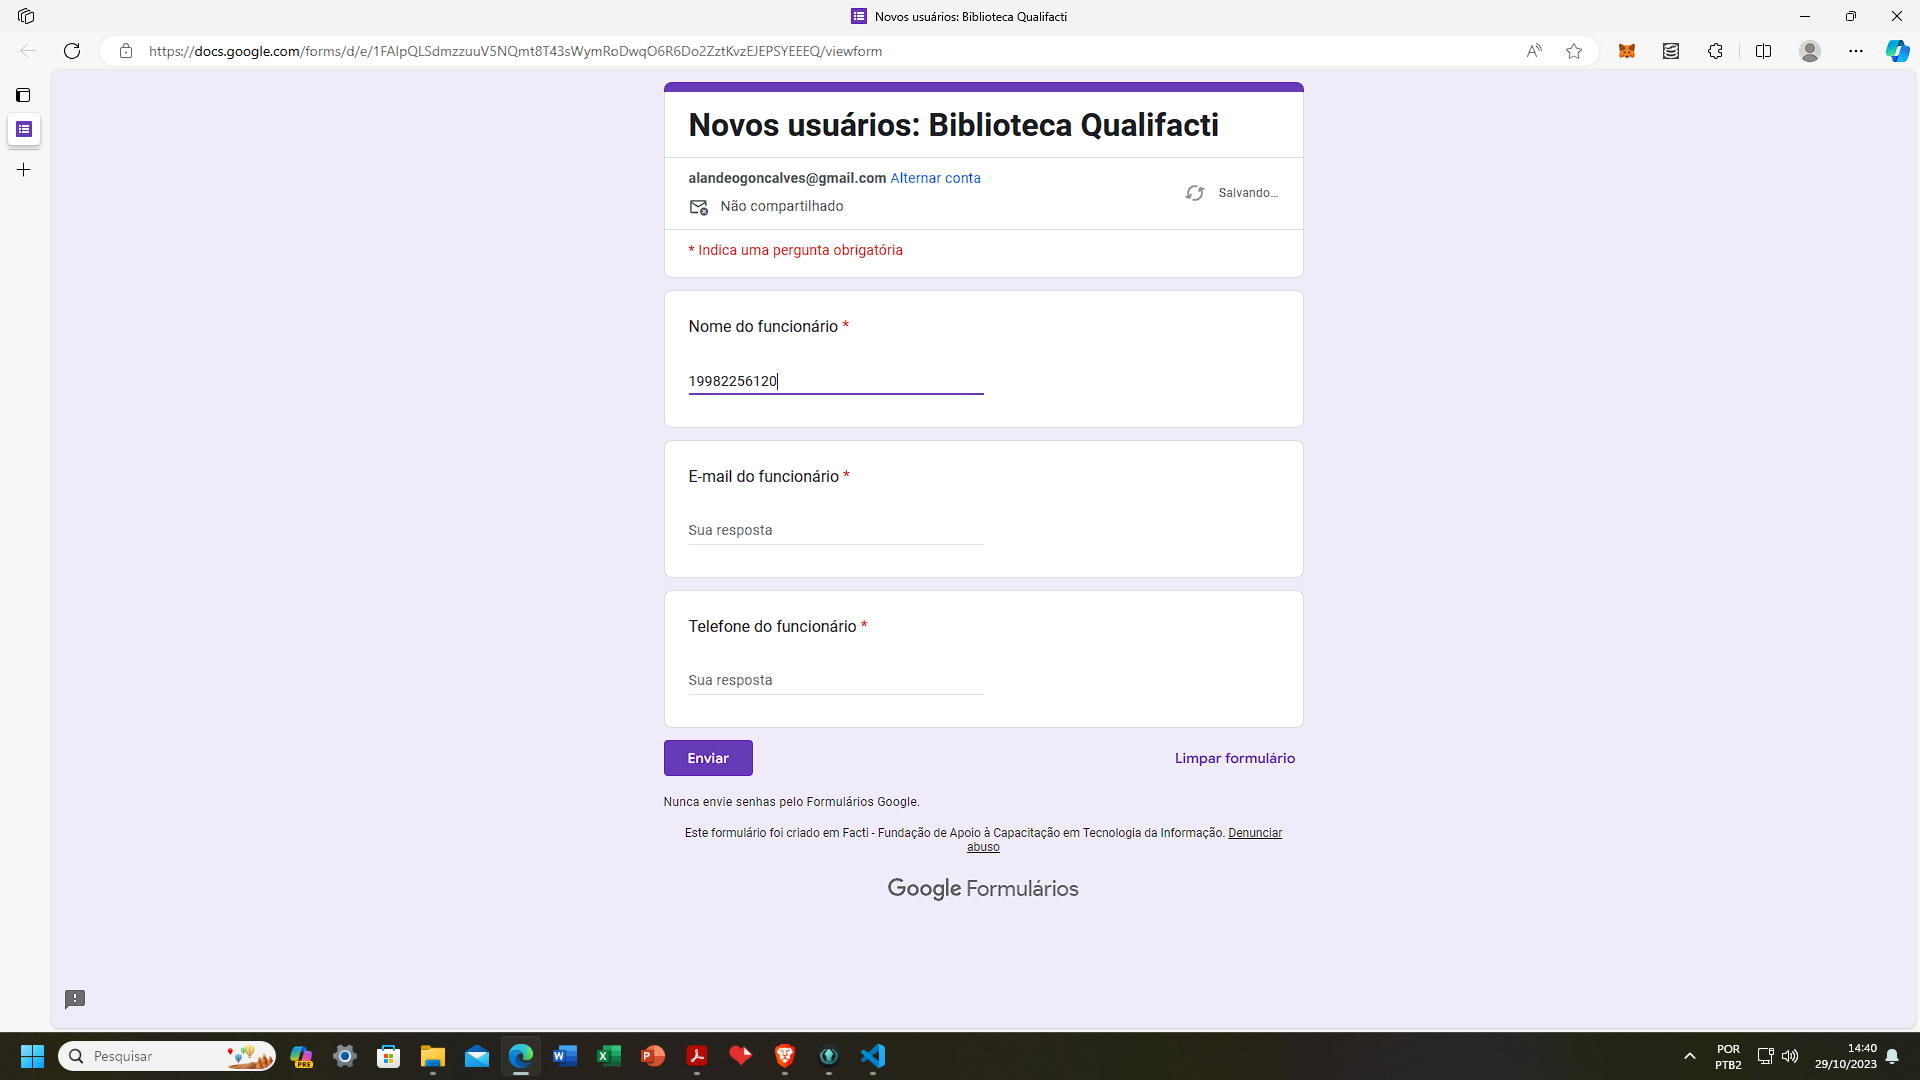 Novos usuários: Biblioteca Qualifacti
https://docs.google.com/forms/d/e/1FAIpQLSdmzzuuV5NQmt8T43sWymRoDwqO6R6Do2ZztKvzEJEPSYEEEQ/viewform
Novos usuários: Biblioteca Qualifacti
alandeogoncalves@gmail.com Alternar conta
Não compartilhado
Salvando…
* Indica uma pergunta obrigatória
Nome do funcionário *
19982256120
E-mail do funcionário *
Sua resposta
Telefone do funcionário *
Sua resposta
Enviar
Limpar formulário
Nunca envie senhas pelo Formulários Google.
Este formulário foi criado em Facti - Fundação de Apoio à Capacitação em Tecnologia da Informação. Denunciar
abuso
Google Formulários
Pesquisar
PRE
POR
PTB2
14:40
29/10/2023